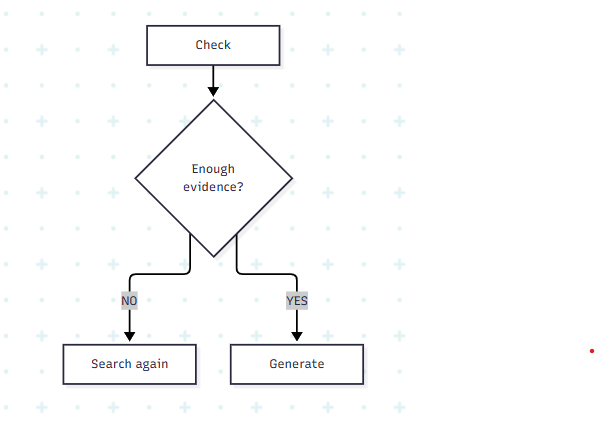 Check
Enough
evidence?
NO
YES
Search again
Generate